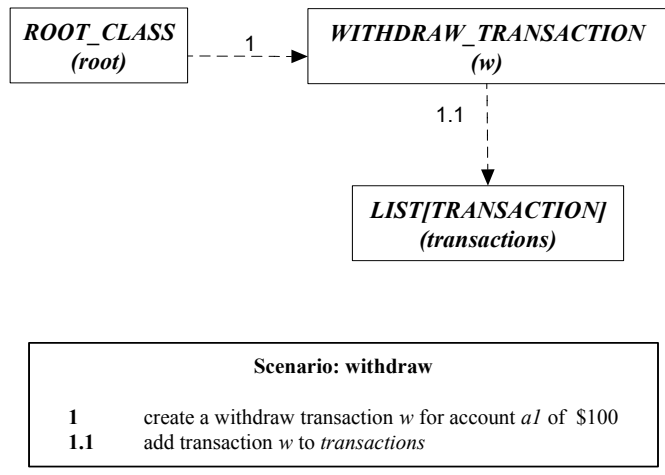 ROOT_CLASS
(root)
1
WITHDRAW_TRANSACTION
(w)
1.1
LIST[TRANSACTION]
(transactions)
Scenario: withdraw
1 create a withdraw transaction w for account a1 of $100
1.1 add transaction w to transactions